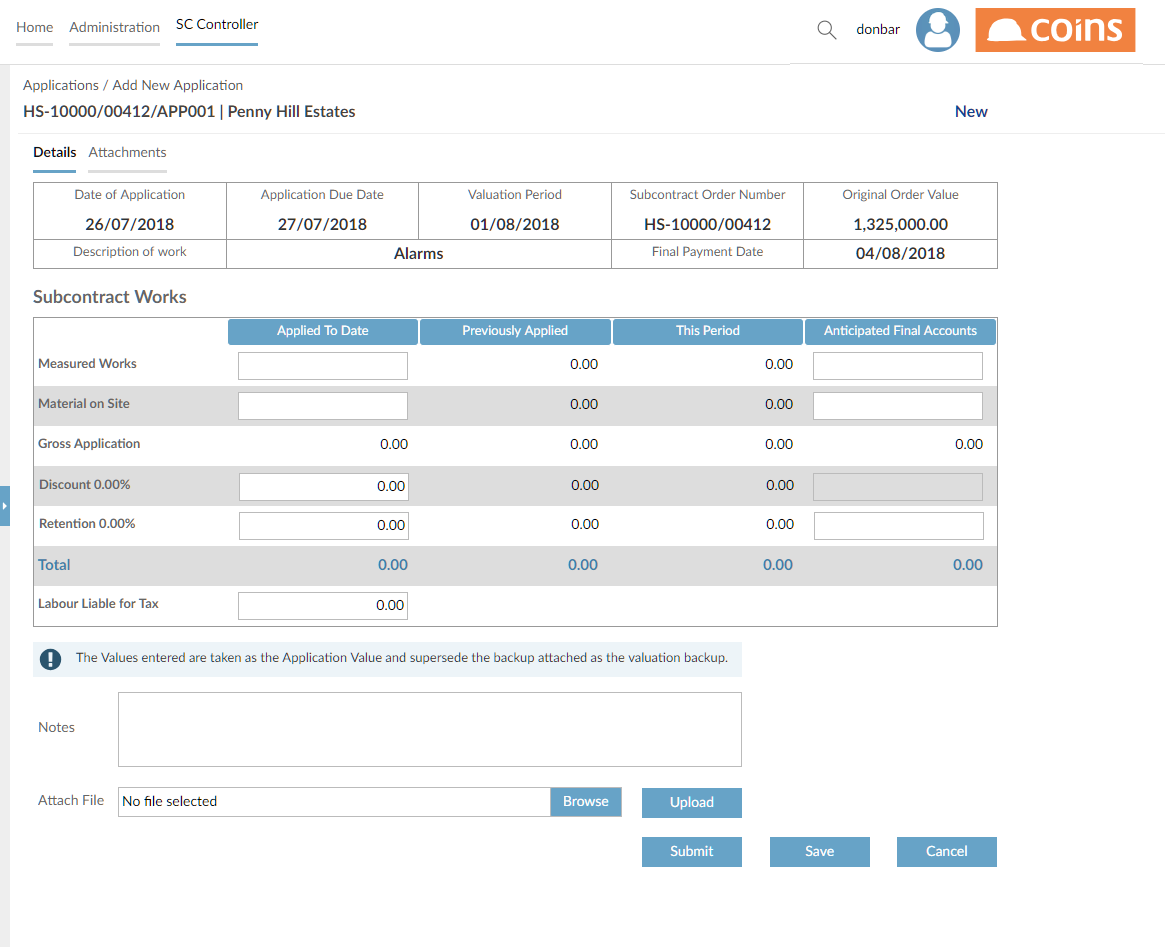 Home Administration SC Controller donbar coins
Applications / Add New Application
HS-10000/00412/APP001 | Penny Hill Estates New
Details Attachments
Date of Application Application Due Date Valuation Period Subcontract Order Number Original Order Value
26/07/2018 27/07/2018 01/08/2018 HS-10000/00412 1,325,000.00
Description of work Alarms Final Payment Date 04/08/2018
Subcontract Works
Applied To Date Previously Applied This Period Anticipated Final Accounts
Measured Works 0.00 0.00
Material on Site 0.00 0.00
Gross Application 0.00 0.00 0.00 0.00
Discount 0.00% 0.00 0.00 0.00
Retention 0.00% 0.00 0.00 0.00
Total 0.00 0.00 0.00 0.00
Labour Liable for Tax 0.00
The Values entered are taken as the Application Value and supersede the backup attached as the valuation backup.
Notes
Attach File No file selected Browse Upload
Submit Save Cancel